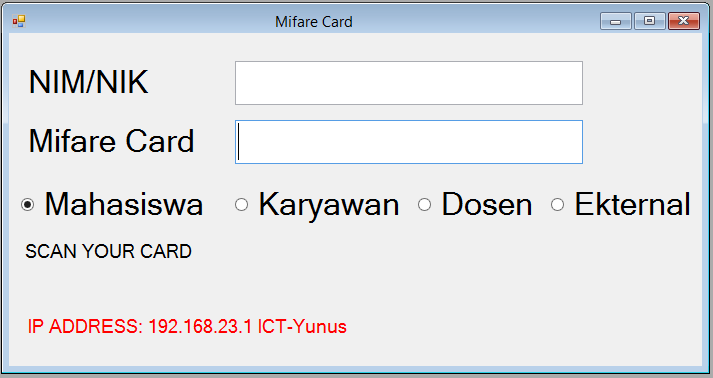 Mifare Card
NIM/NIK
Mifare Card
Mahasiswa Karyawan Dosen Ekternal
SCAN YOUR CARD
IP ADDRESS: 192.168.23.1 ICT-Yunus